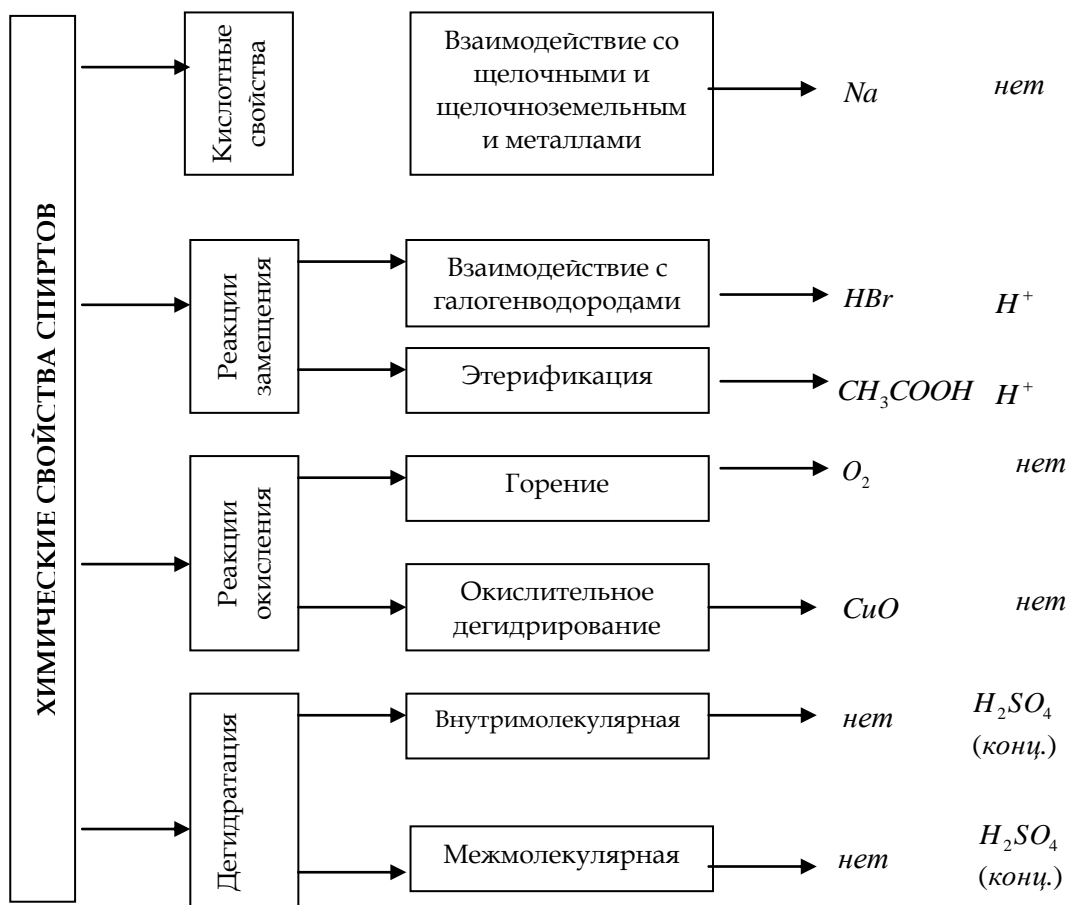 ХИМИЧЕСКИЕ СВОЙСТВА СПИРТОВ
Кислотные
свойства
Взаимодействие со
щелочными и
щелочноземельным
и металлами
Na нет
Реакции
замещения
Взаимодействие с
галогенводородами
HBr H⁺
Этерификация
CH₃COOH H⁺
Реакции
окисления
Горение
O₂ нет
Окислительное
дегидрирование
CuO нет
Дегидратация
Внутримолекулярная
нет H₂SO₄
(конц.)
Межмолекулярная
нет H₂SO₄
(конц.)